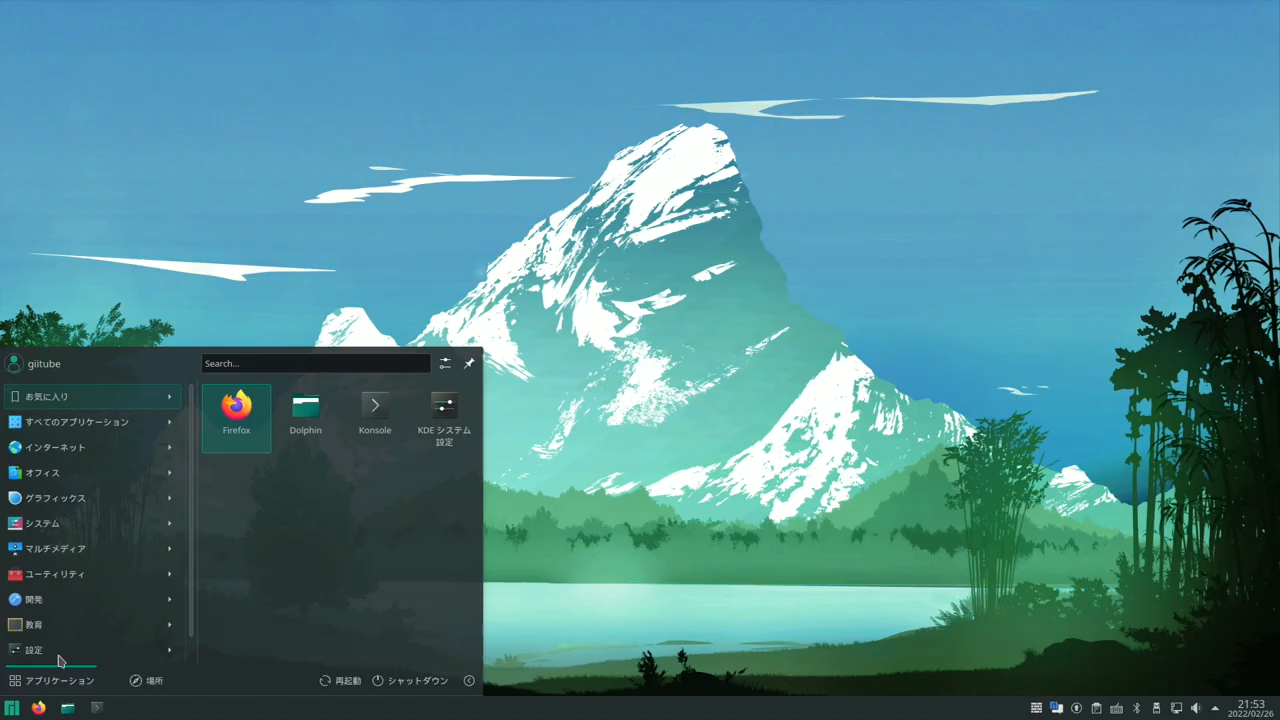 giitube
Search...
お気に入り
すべてのアプリケーション
インターネット
オフィス
グラフィックス
システム
マルチメディア
ユーティリティ
開発
教育
設定
Firefox
Dolphin
Konsole
KDE システム
設定
アプリケーション
場所
再起動
シャットダウン
21:53
2022/02/26